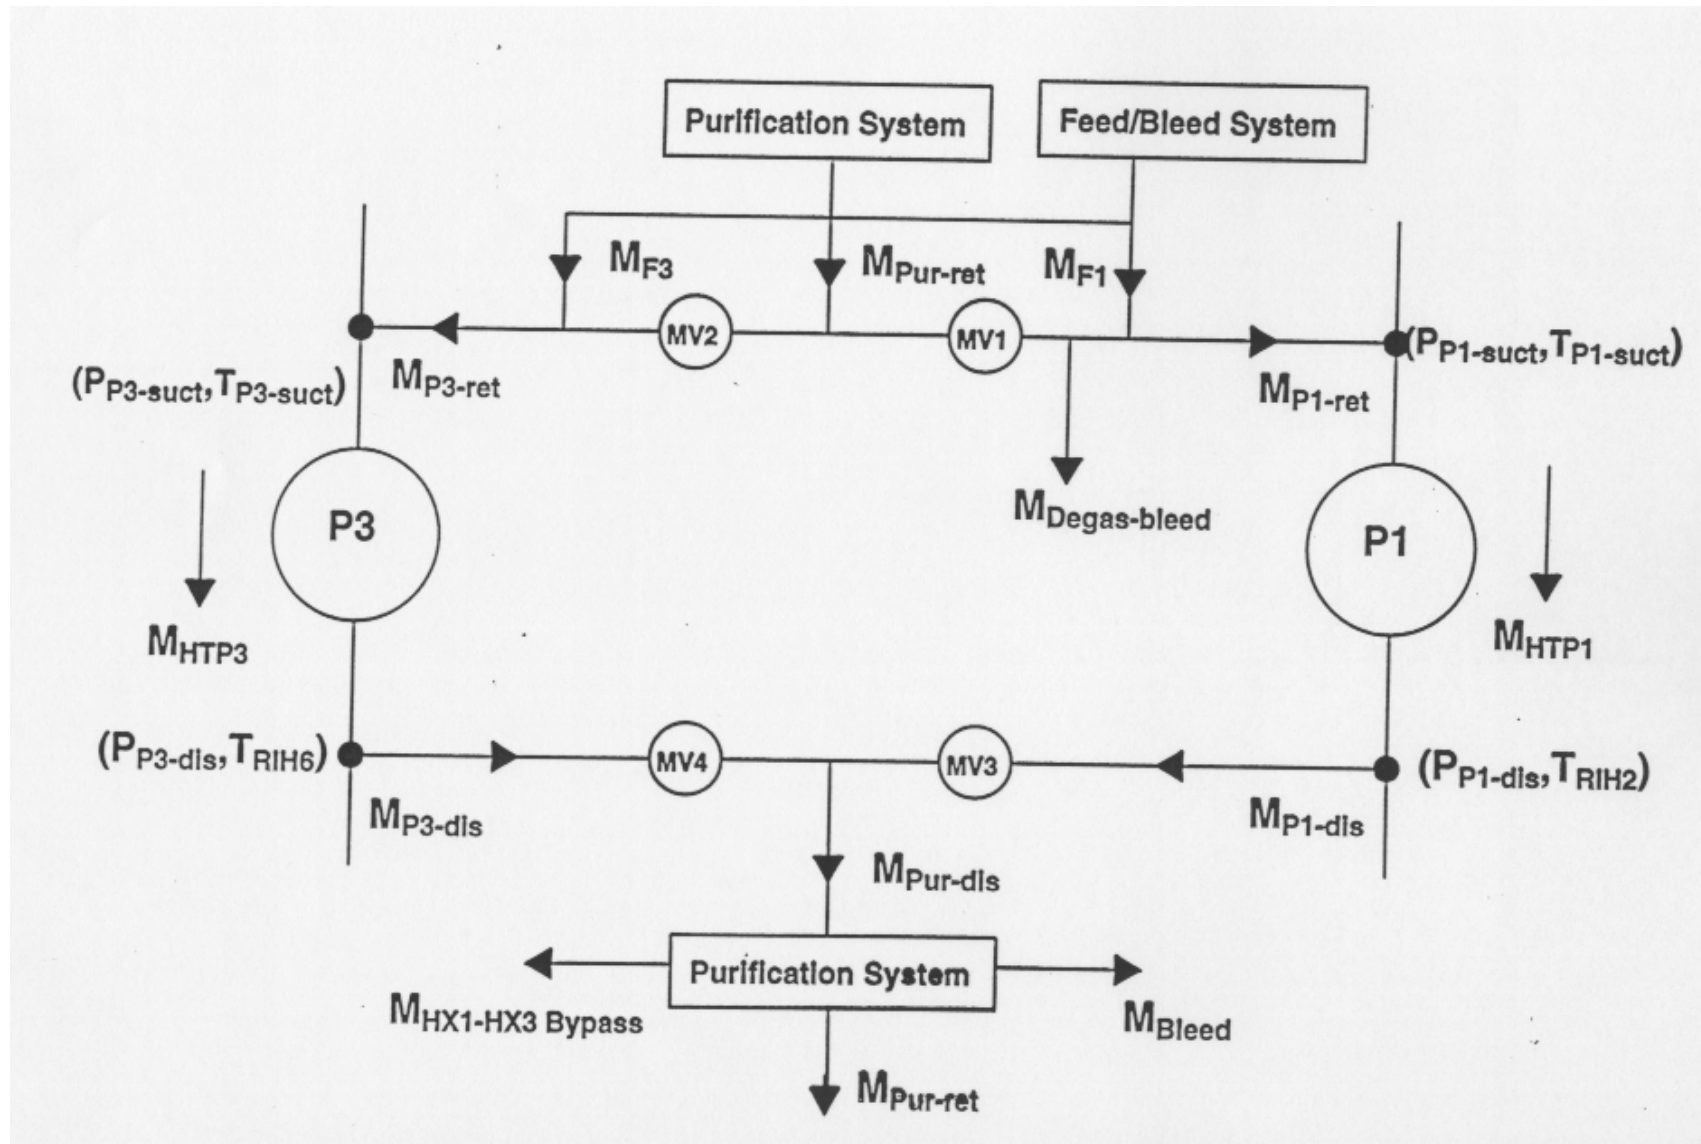 Purification System
Feed/Bleed System
MF3
MPur-ret
MF1
MV2
MV1
(PP3-suct,TP3-suct)
MP3-ret
(PP1-suct,TP1-suct)
MP1-ret
P3
MDegas-bleed
P1
MHTP3
MHTP1
(PP3-dis,TRIH6)
MV4
MV3
(PP1-dis,TRIH2)
MP3-dis
MP1-dis
MPur-dis
Purification System
MHX1-HX3 Bypass
MBleed
MPur-ret